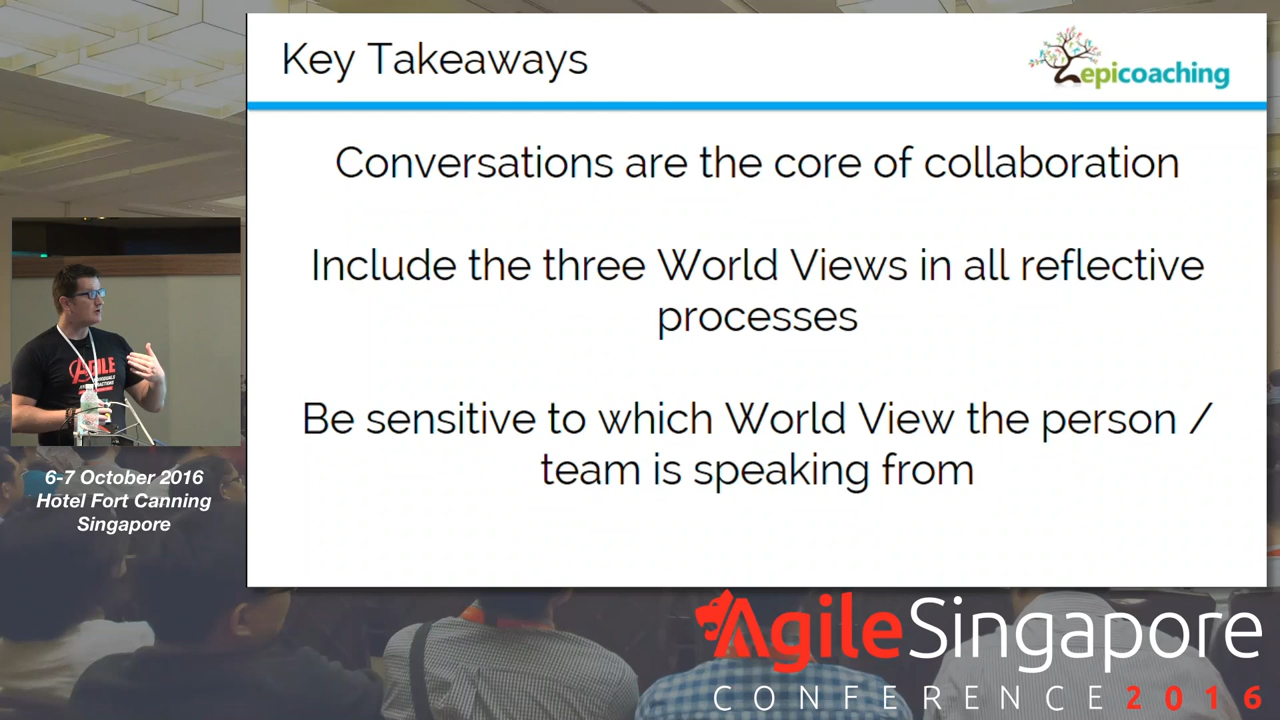 Key Takeaways
epicoaching
Conversations are the core of collaboration
Include the three World Views in all reflective
processes
Be sensitive to which World View the person /
team is speaking from
AGILE
6-7 October 2016
Hotel Fort Canning
Singapore
AgileSingapore
CONFERENCE 2016